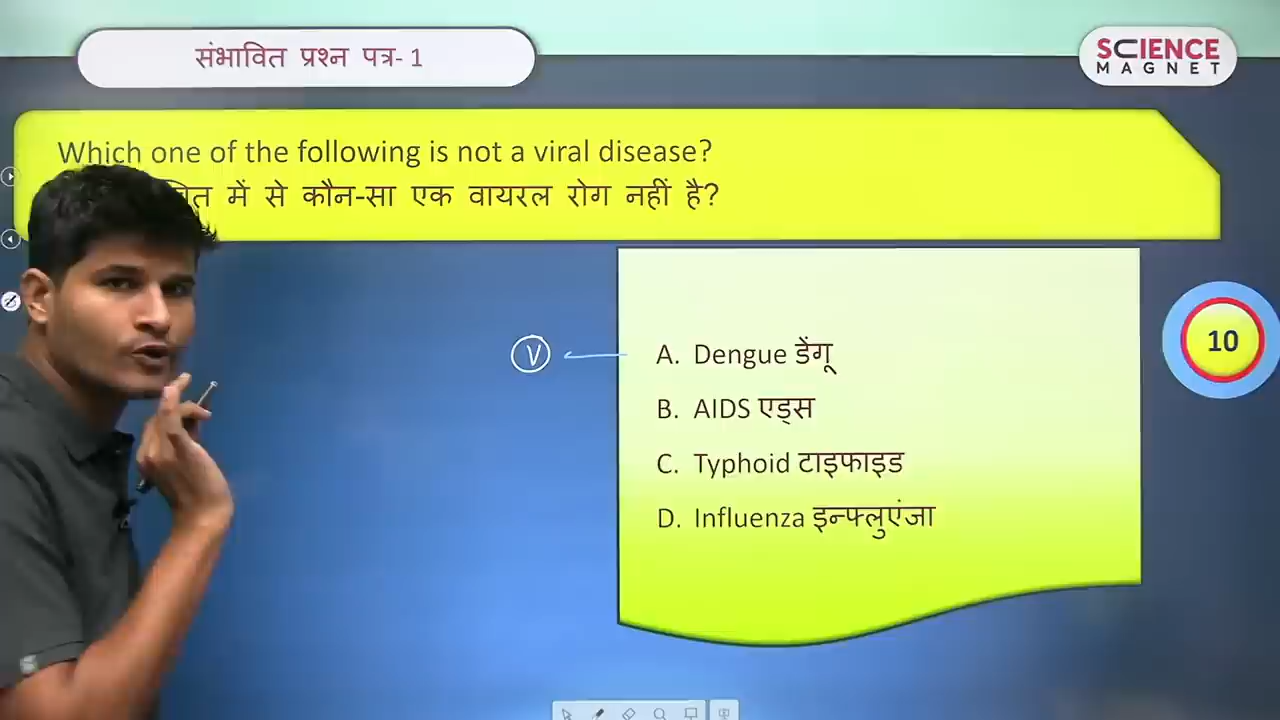 संभावित प्रश्न पत्र- 1
SCIENCE
MAGNET
Which one of the following is not a viral disease?
में से कौन-सा एक वायरल रोग नहीं है?
V
A. Dengue डेंगू
B. AIDS एड्स
C. Typhoid टाइफाइड
D. Influenza इन्फ्लुएंजा
10